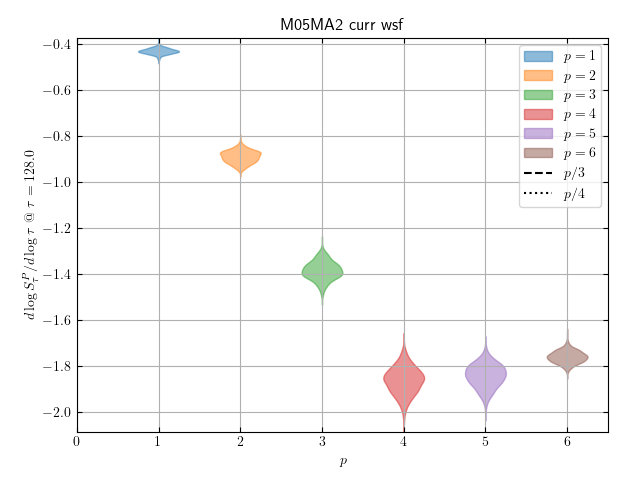 M05MA2 curr wsf
d log S_τ^P / d log τ @ τ = 128.0
−0.4
−0.6
−0.8
−1.0
−1.2
−1.4
−1.6
−1.8
−2.0
0 1 2 3 4 5 6
p
p = 1
p = 2
p = 3
p = 4
p = 5
p = 6
p/3
p/4